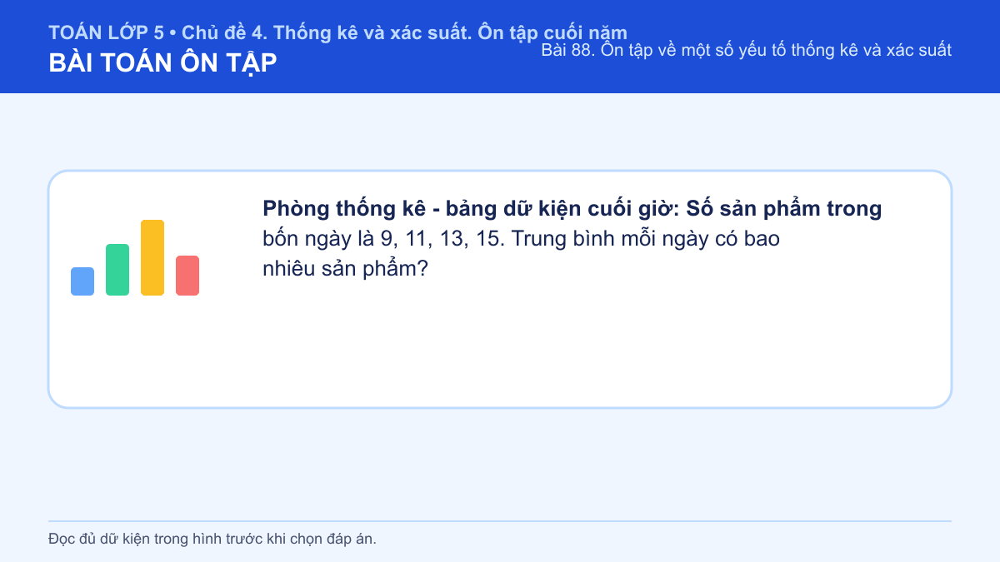 TOÁN LỚP 5 • Chủ đề 4. Thống kê và xác suất. Ôn tập cuối năm
BÀI TOÁN ÔN TẬP
Bài 88. Ôn tập về một số yếu tố thống kê và xác suất
Phòng thống kê - bảng dữ kiện cuối giờ: Số sản phẩm trong
bốn ngày là 9, 11, 13, 15. Trung bình mỗi ngày có bao
nhiêu sản phẩm?
Đọc đủ dữ kiện trong hình trước khi chọn đáp án.